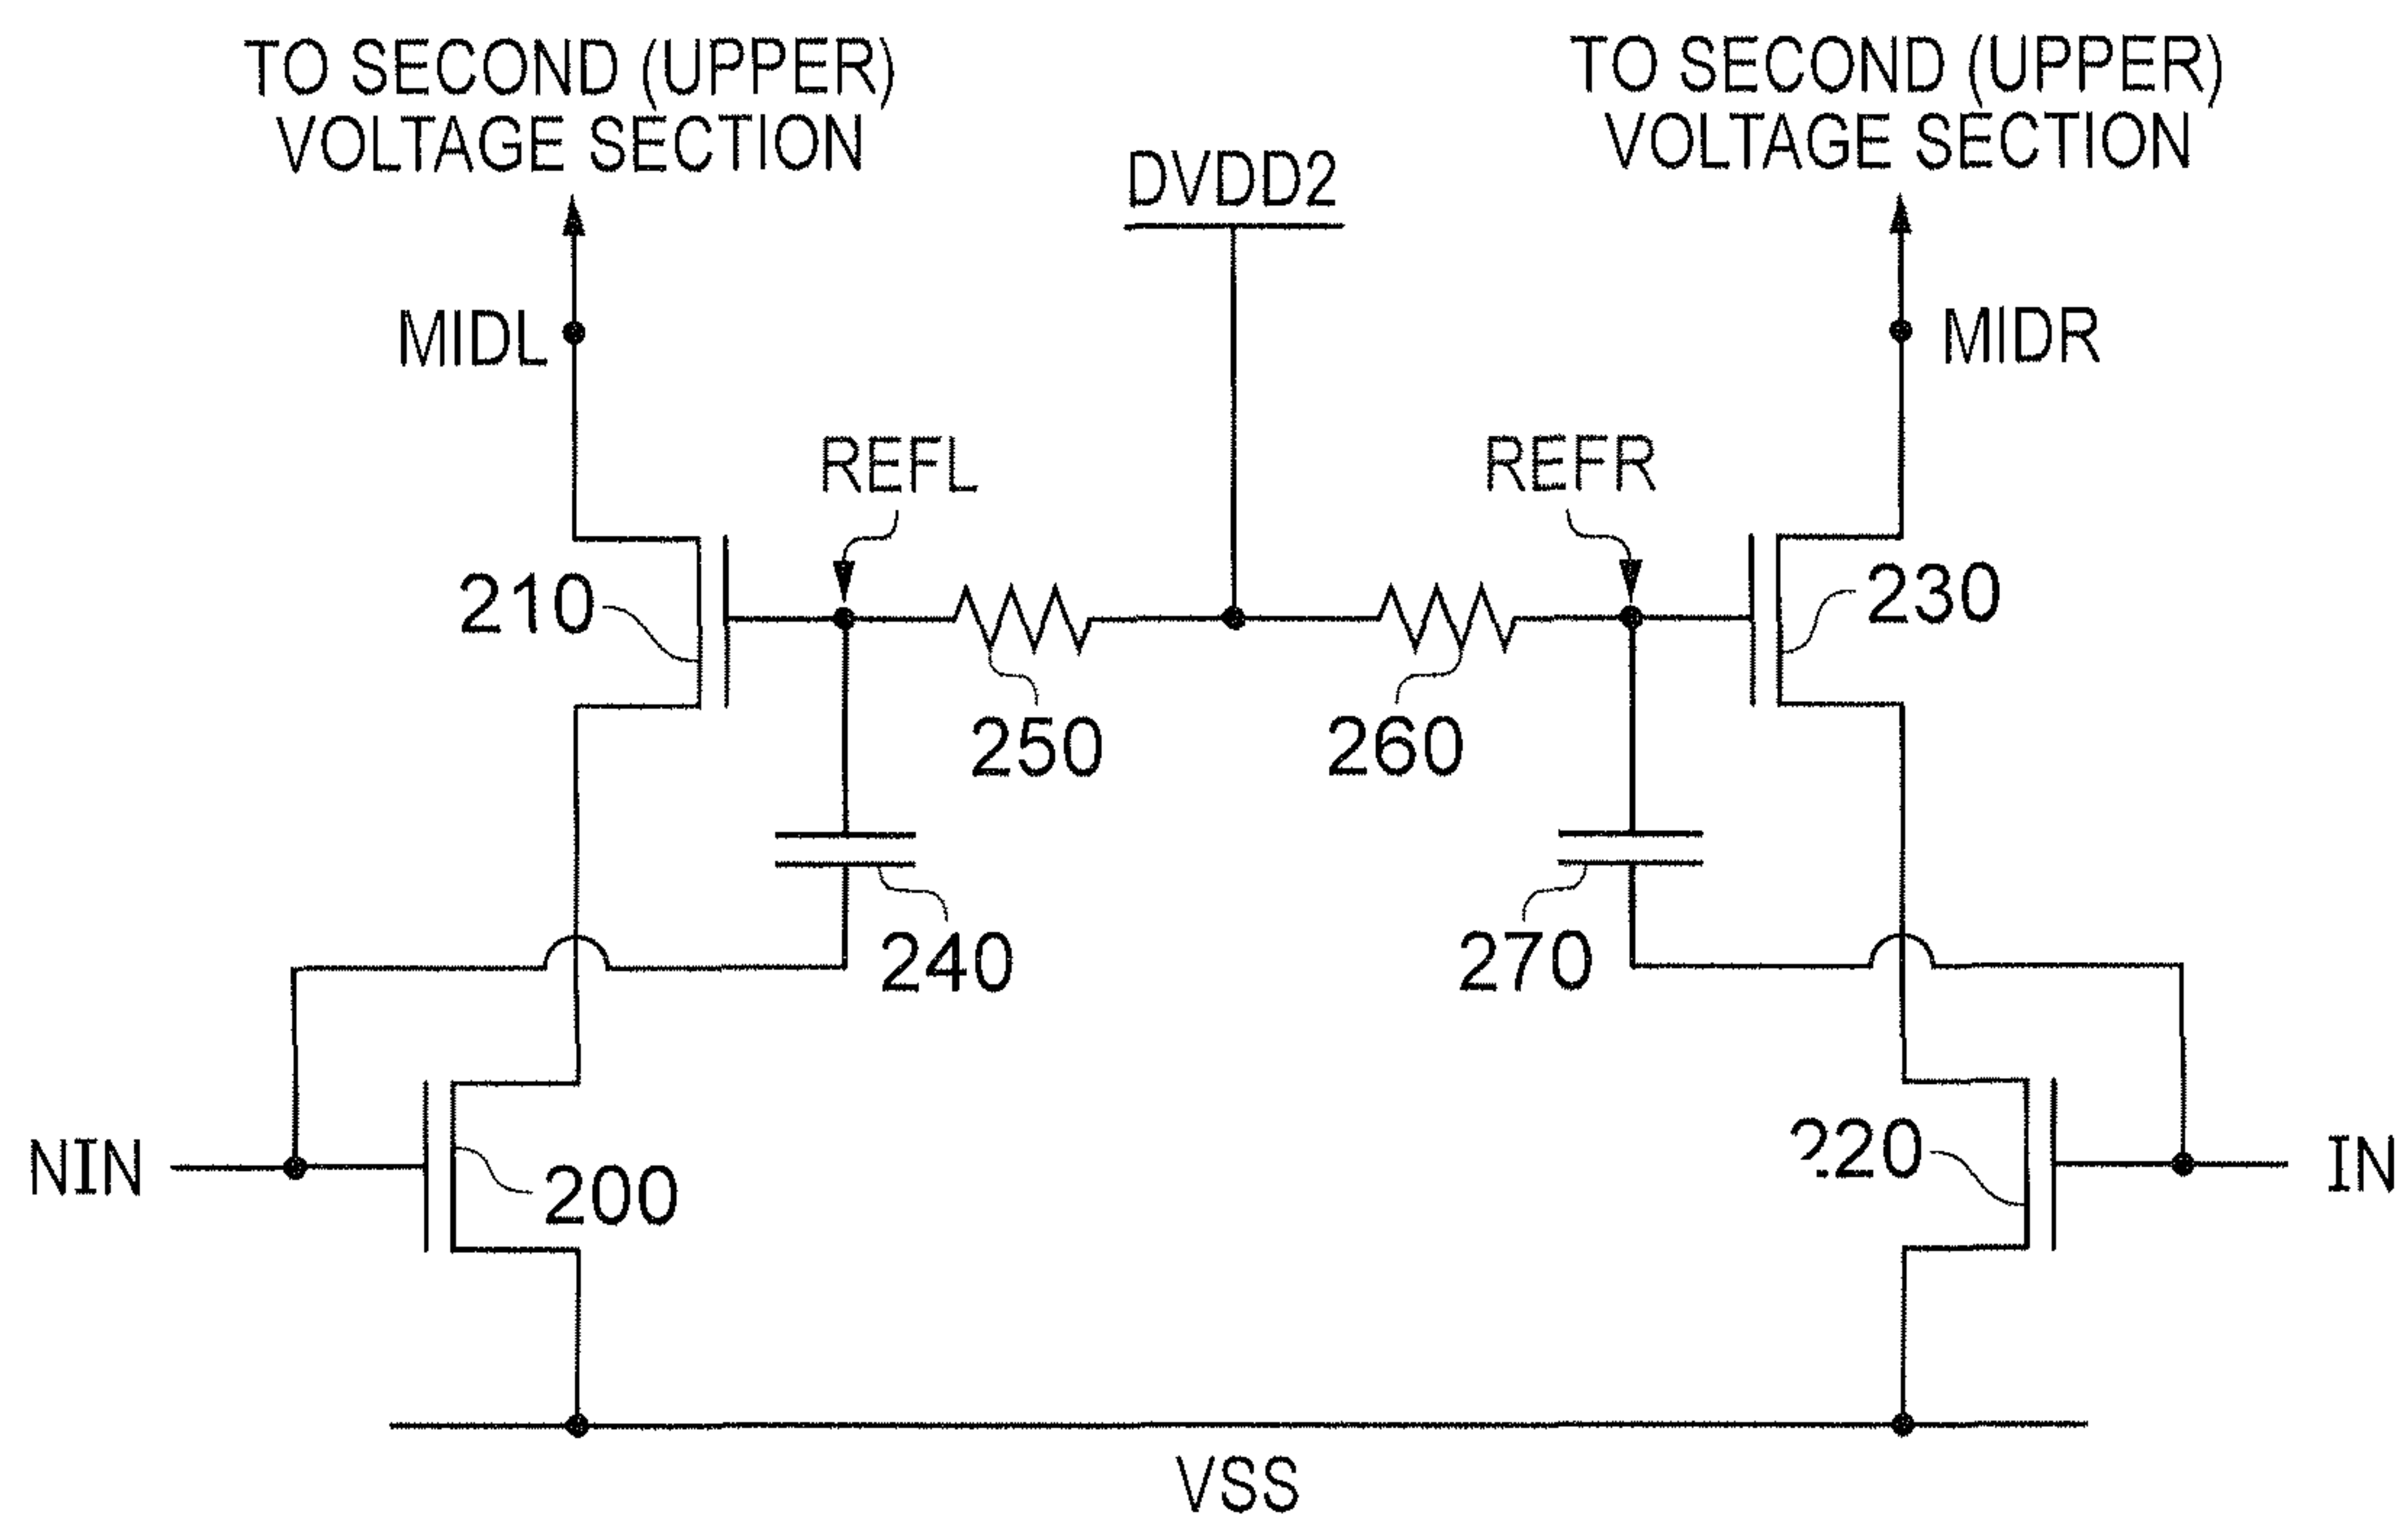 TO SECOND (UPPER)
VOLTAGE SECTION
TO SECOND (UPPER)
VOLTAGE SECTION
DVDD2
MIDL
MIDR
REFL
REFR
210
230
250
260
240
270
NIN
200
220
IN
VSS